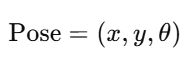 Pose = (x, y, θ)